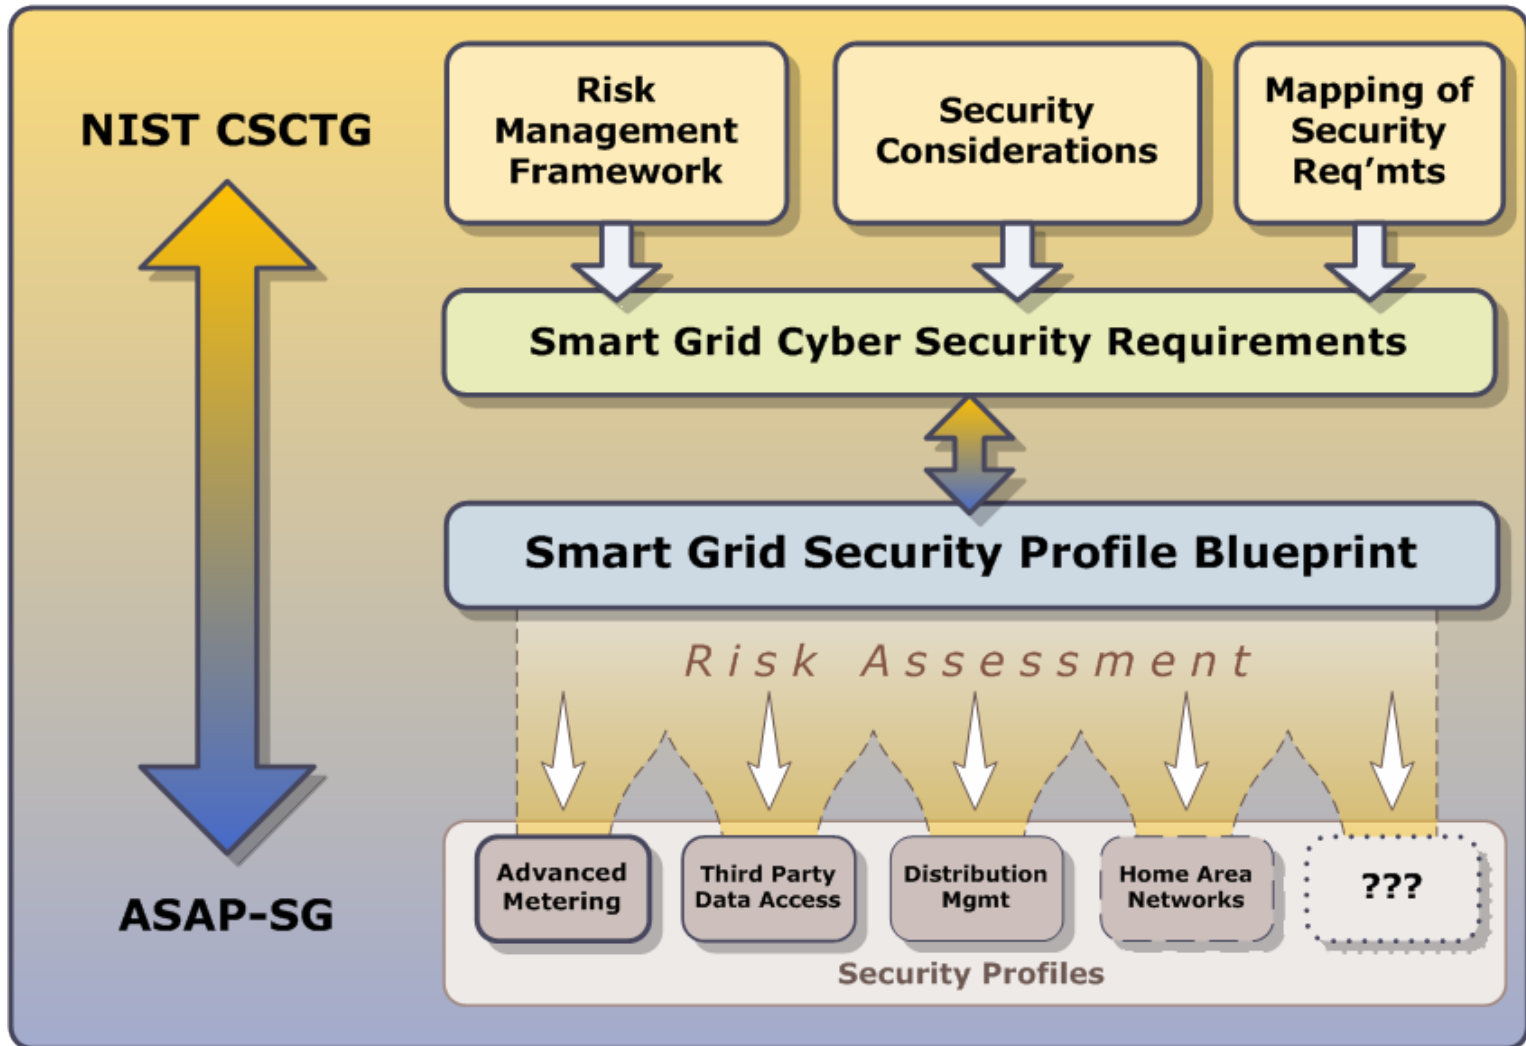 NIST CSCTG
Risk
Management
Framework
Security
Considerations
Mapping of
Security
Req'mts
Smart Grid Cyber Security Requirements
Smart Grid Security Profile Blueprint
Risk Assessment
Advanced
Metering
Third Party
Data Access
Distribution
Mgmt
Home Area
Networks
???
ASAP-SG
Security Profiles